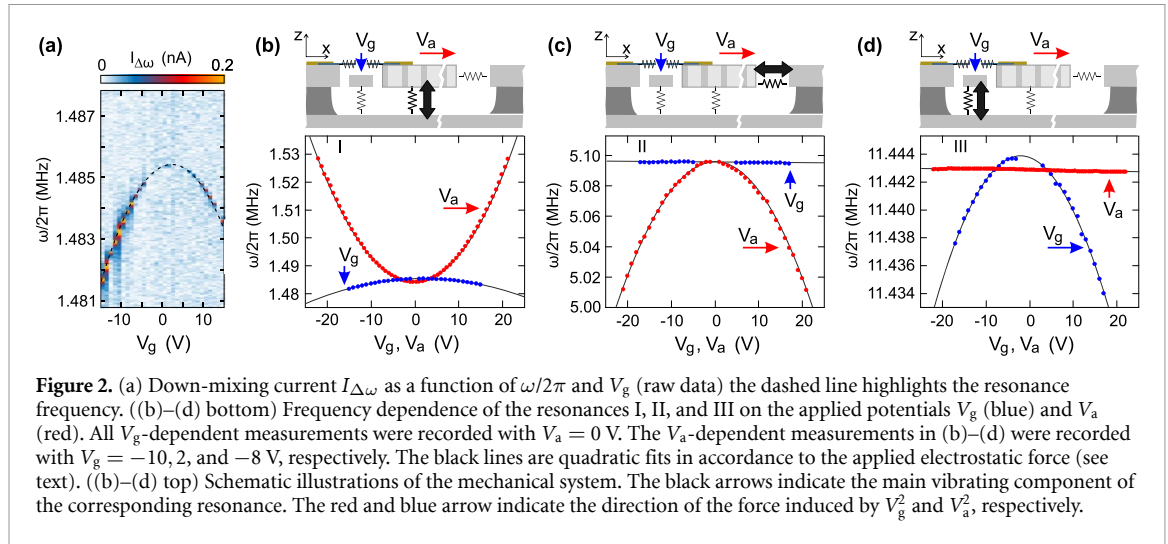 (a)
I_Δω (nA)
0
0.2
1.487
1.485
1.483
1.481
ω/2π (MHz)
-10
0
10
V_g (V)
(b)
z
x
V_g
V_a
I
1.53
1.52
1.51
1.50
1.49
1.48
ω/2π (MHz)
V_a
V_g
-20
-10
0
10
20
V_g, V_a (V)
(c)
V_g
V_a
II
5.10
5.08
5.06
5.04
5.02
5.00
ω/2π (MHz)
V_g
V_a
-20
-10
0
10
20
V_g, V_a (V)
(d)
z
x
V_g
V_a
III
11.444
11.442
11.440
11.438
11.436
11.434
ω/2π (MHz)
V_a
V_g
-20
-10
0
10
20
V_g, V_a (V)
Figure 2. (a) Down-mixing current I_Δω as a function of ω/2π and V_g (raw data) the dashed line highlights the resonance
frequency. ((b)–(d) bottom) Frequency dependence of the resonances I, II, and III on the applied potentials V_g (blue) and V_a
(red). All V_g-dependent measurements were recorded with V_a = 0 V. The V_a-dependent measurements in (b)–(d) were recorded
with V_g = −10, 2, and −8 V, respectively. The black lines are quadratic fits in accordance to the applied electrostatic force (see
text). ((b)–(d) top) Schematic illustrations of the mechanical system. The black arrows indicate the main vibrating component of
the corresponding resonance. The red and blue arrow indicate the direction of the force induced by V_g² and V_a², respectively.